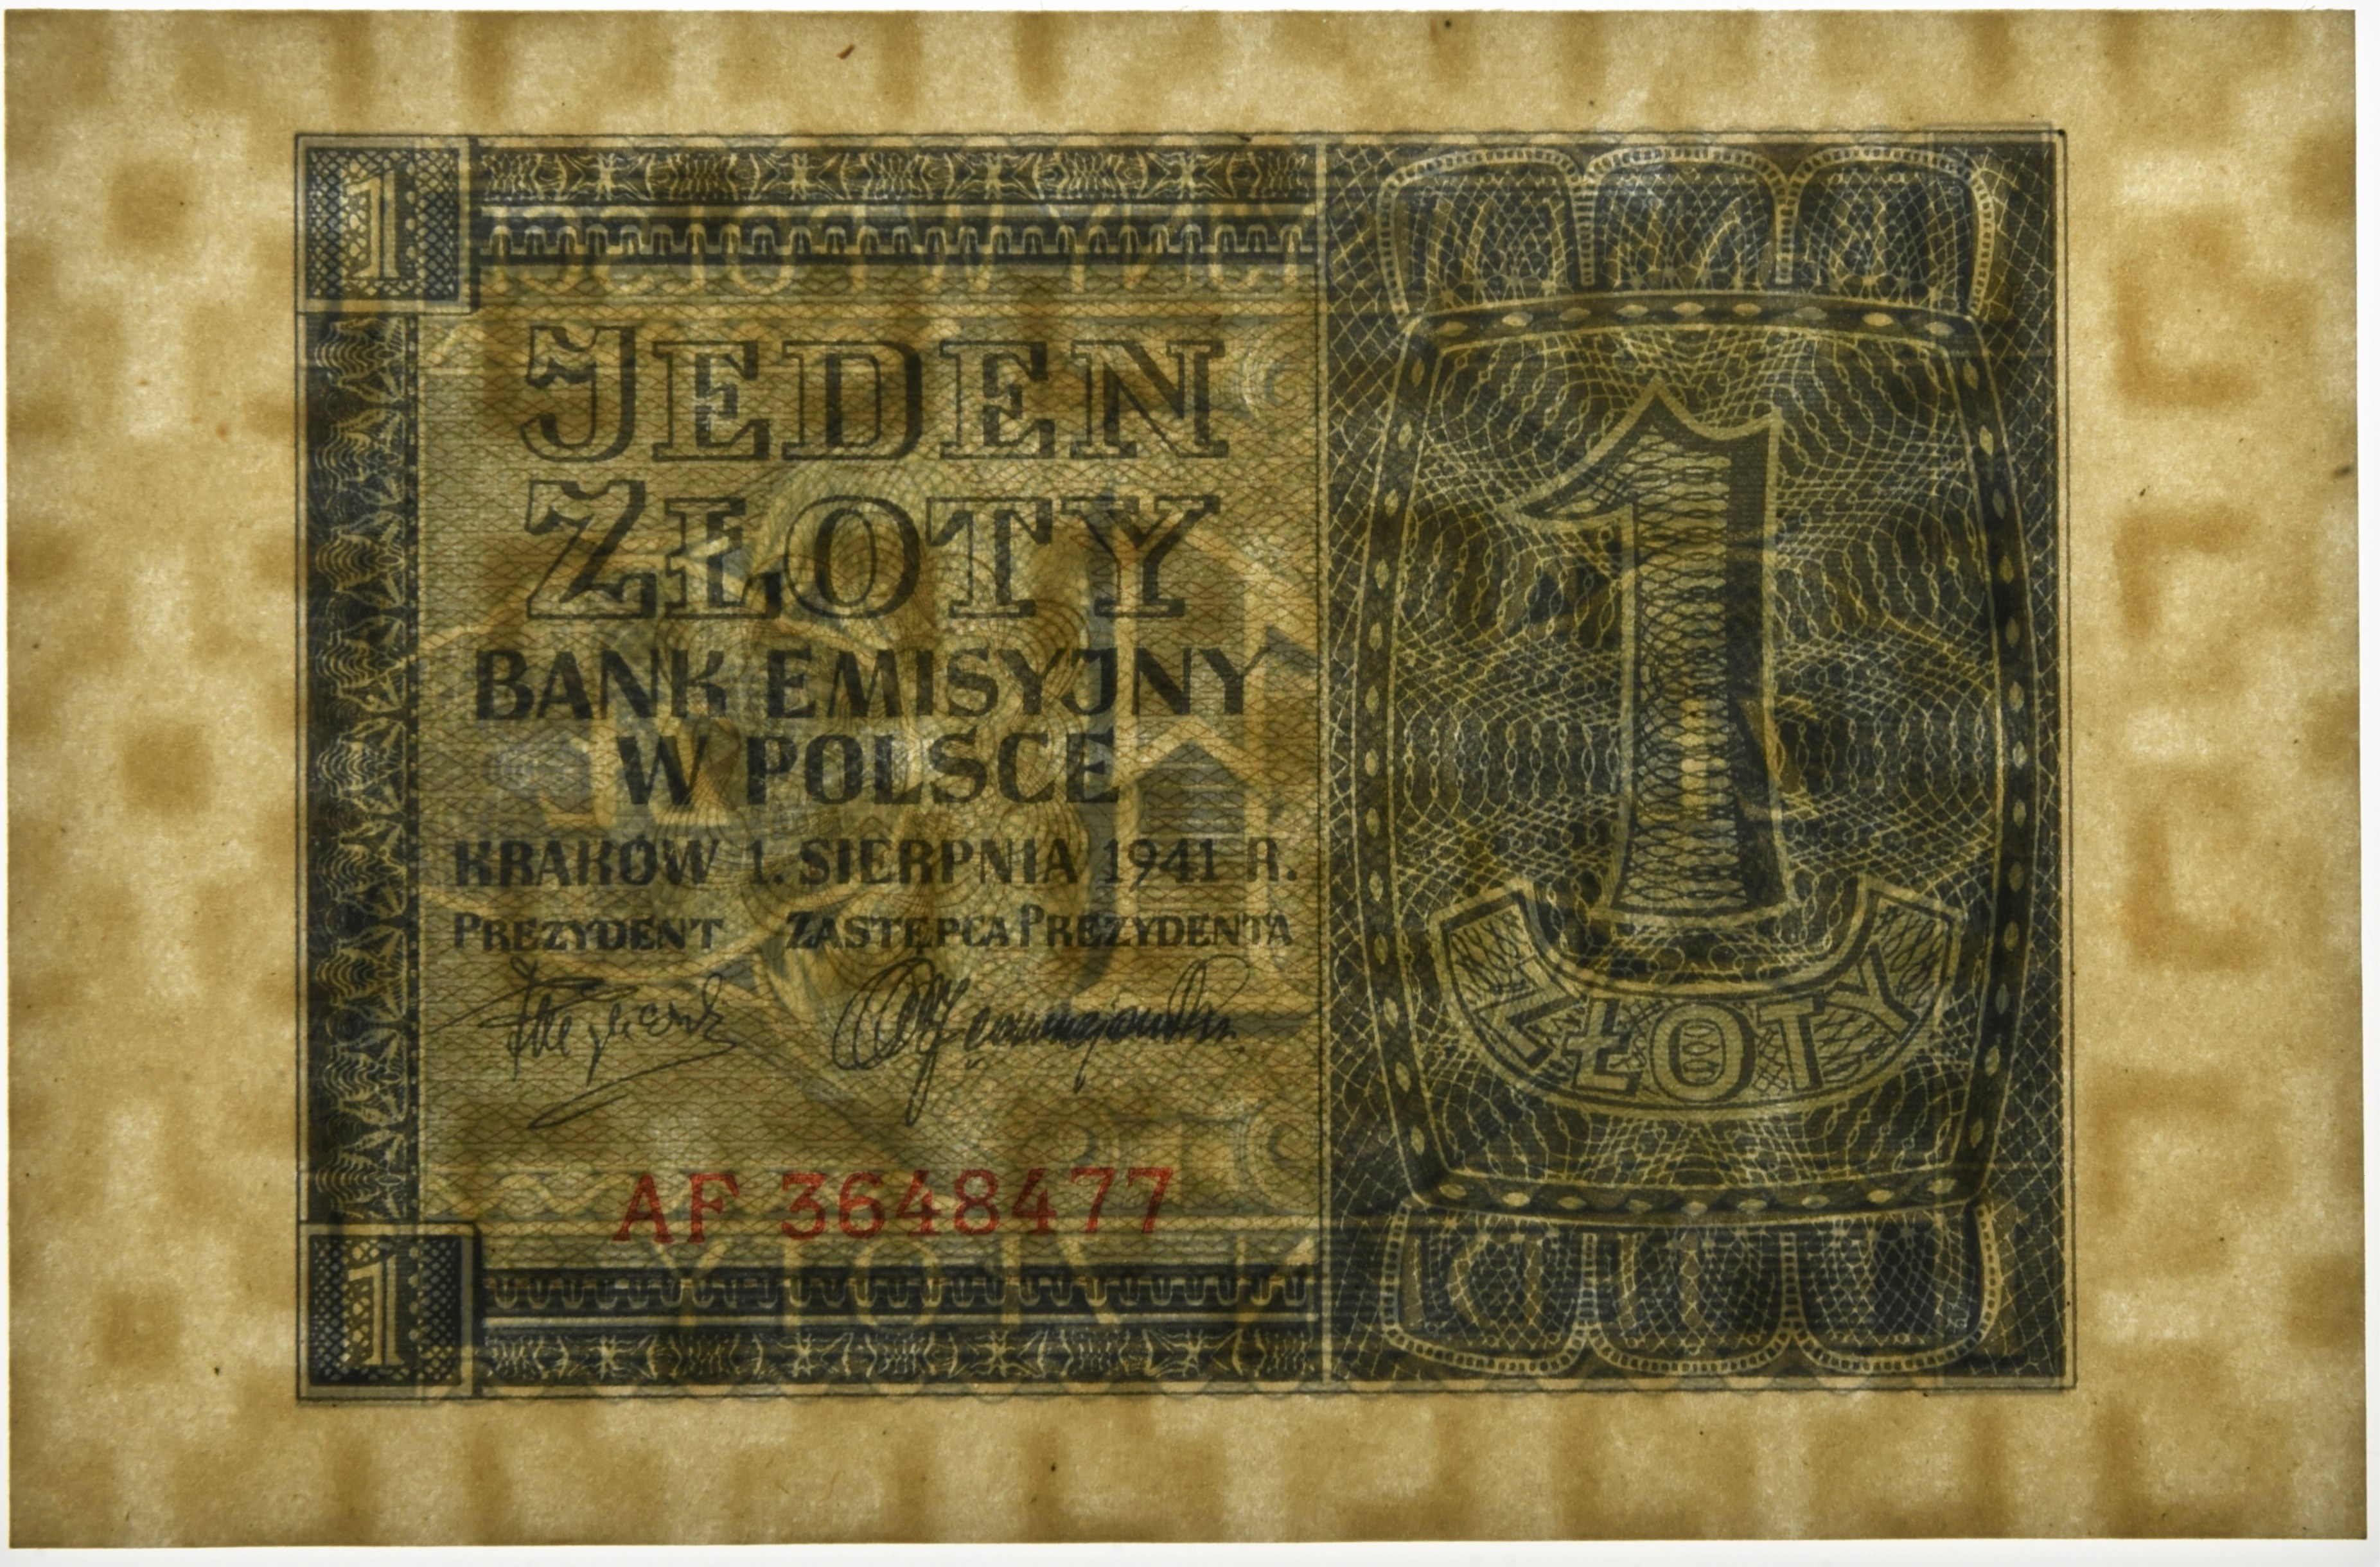 1
JEDEN
ZŁOTY
BANK EMISYJNY
W POLSCE
KRAKÓW 1. SIERPNIA 1941 R.
PREZYDENT ZASTĘPCA PREZYDENTA
AF 3648477
1
1
ZŁOTY